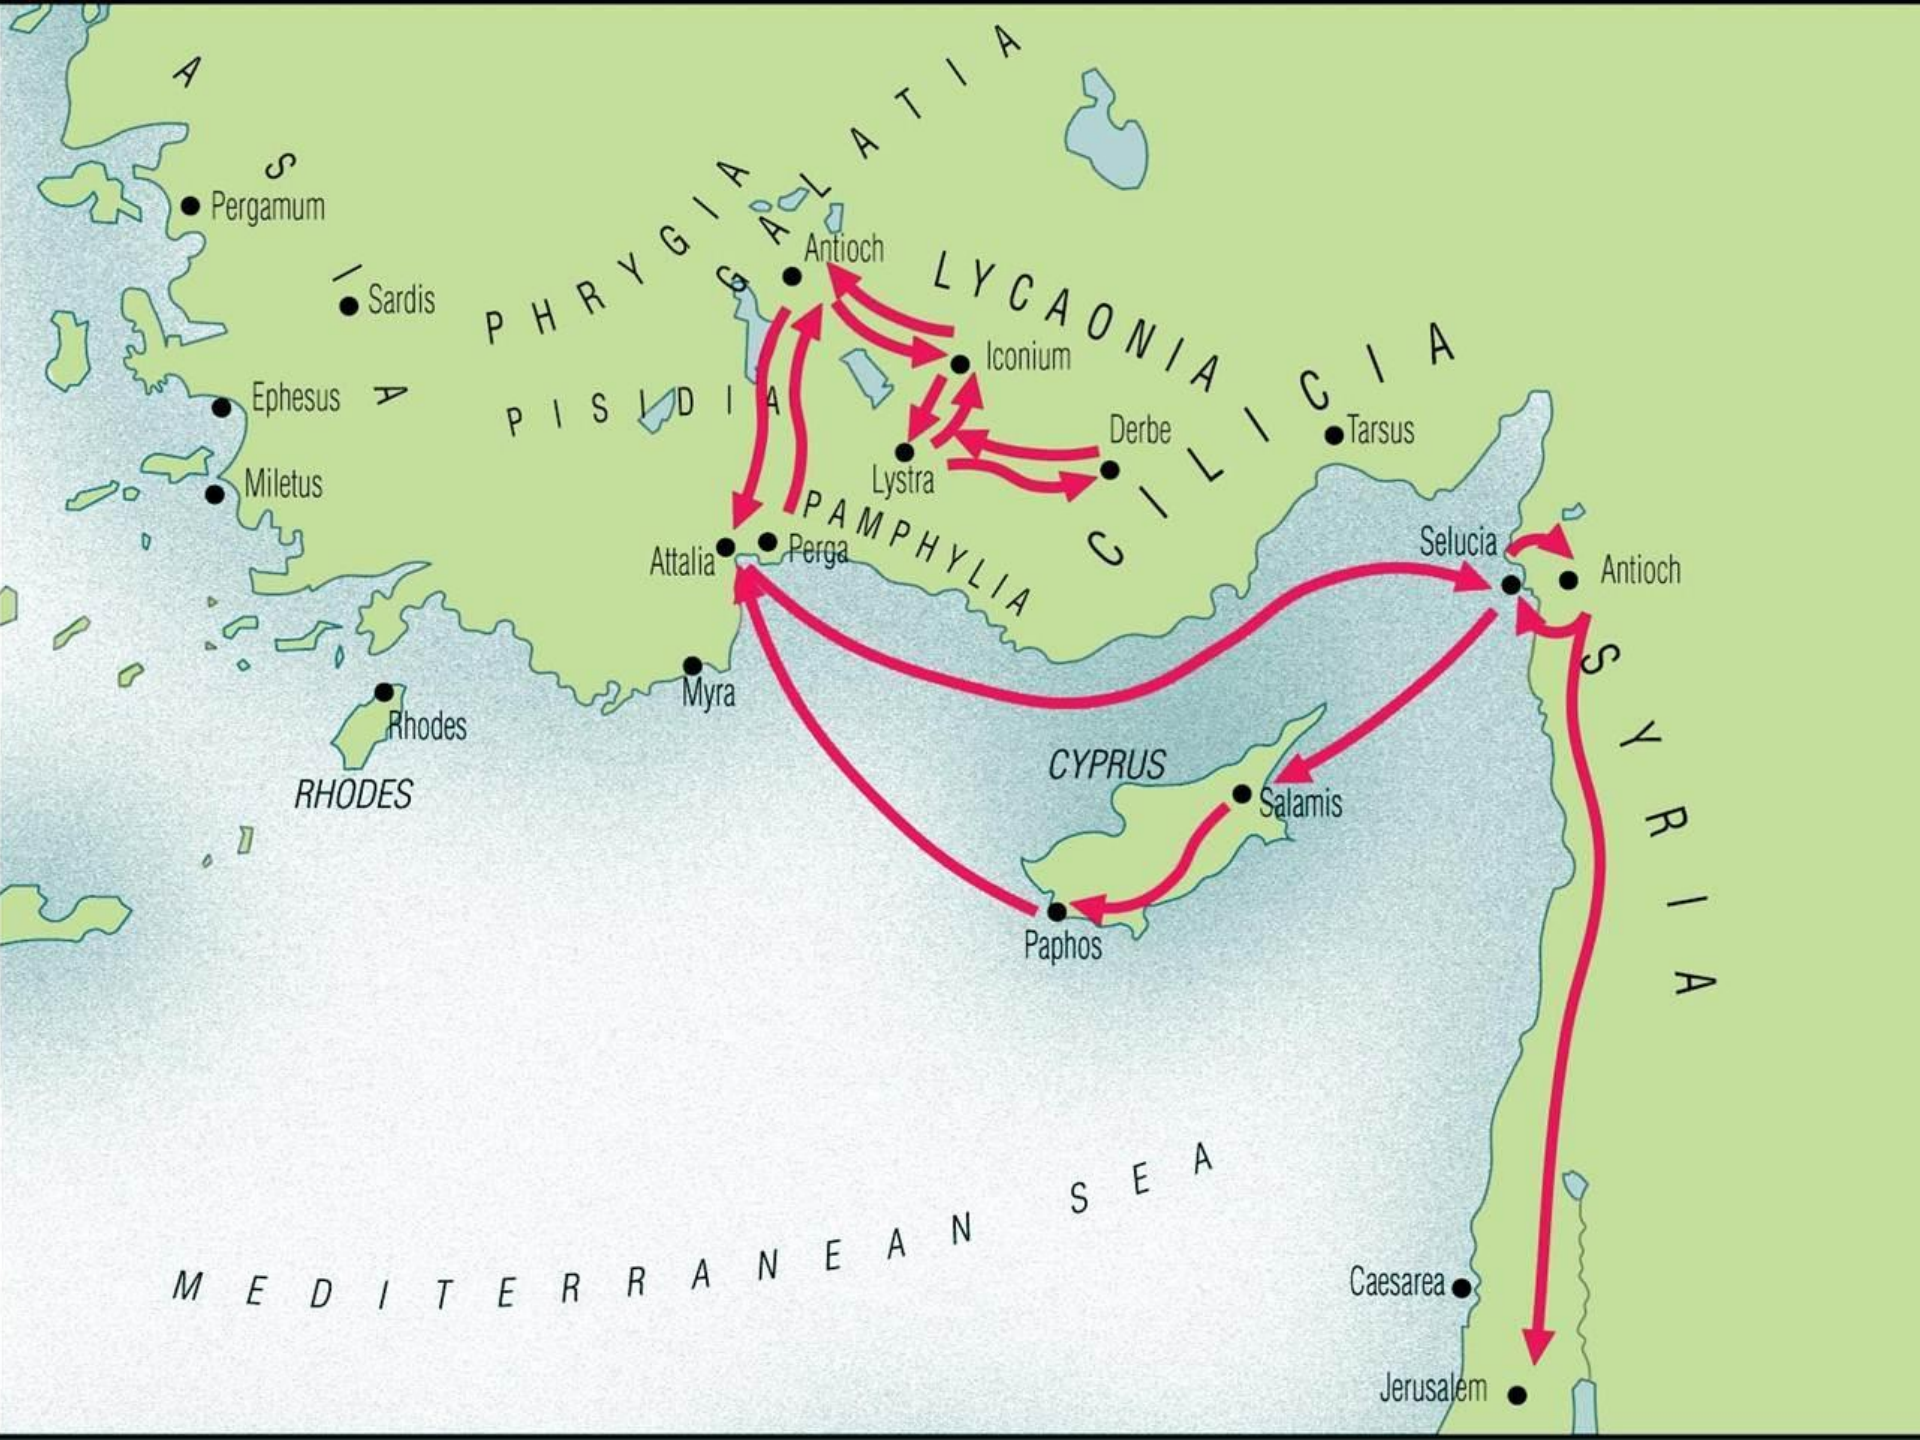 ASIA
GALATIA
PHRYGIA
Pergamum
Antioch
LYCAONIA
Sardis
Iconium
CILICIA
Ephesus
PISIDIA
Derbe
Tarsus
Lystra
Miletus
PAMPHYLIA
Attalia
Perga
Selucia
Antioch
Myra
SYRIA
Rhodes
RHODES
CYPRUS
Salamis
Paphos
MEDITERRANEAN SEA
Caesarea
Jerusalem